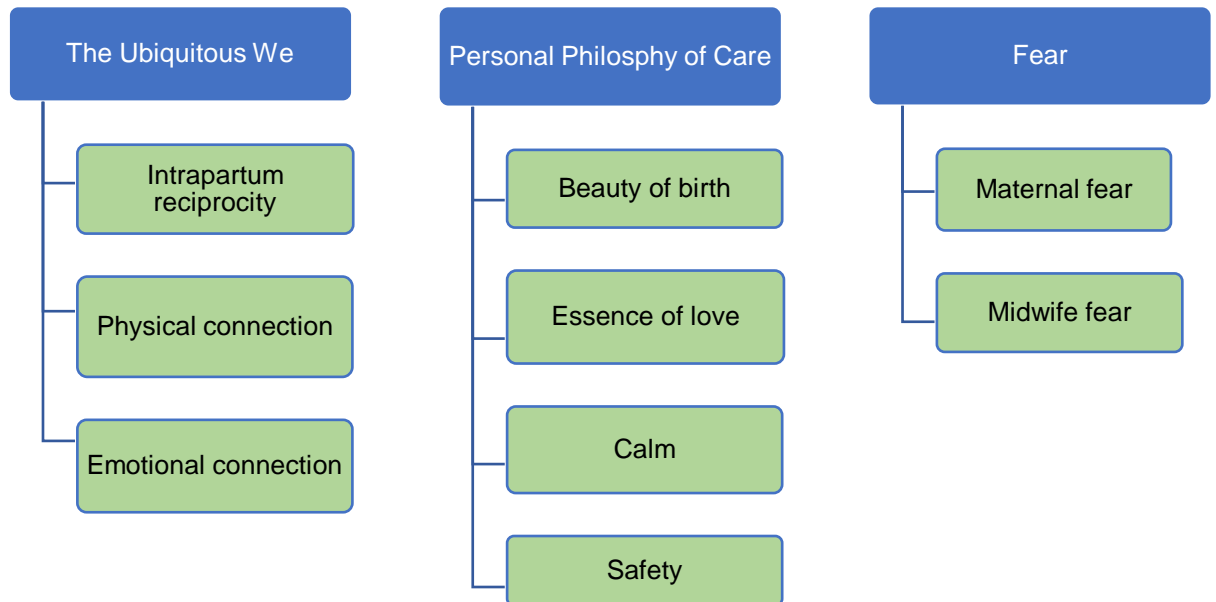 The Ubiquitous We
Intrapartum
reciprocity
Physical connection
Emotional connection
Personal Philosphy of Care
Beauty of birth
Essence of love
Calm
Safety
Fear
Maternal fear
Midwife fear